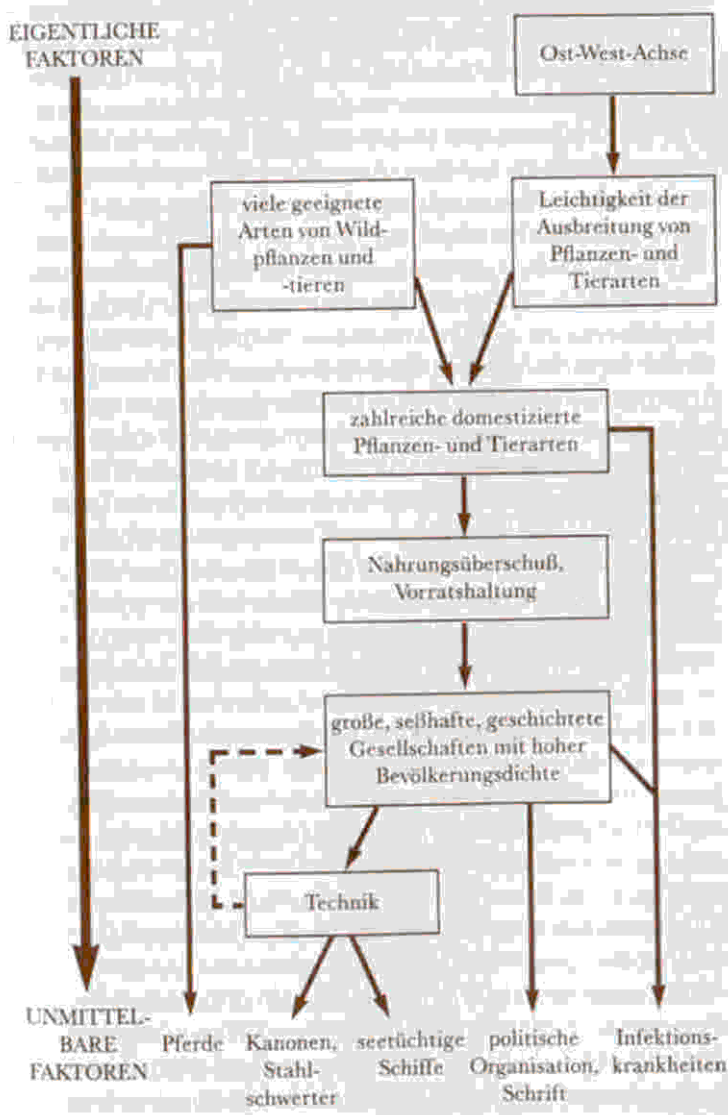 EIGENTLICHE
FAKTOREN
Ost-West-Achse
viele geeignete
Arten von Wild-
pflanzen und
-tieren
Leichtigkeit der
Ausbreitung von
Pflanzen- und
Tierarten
zahlreiche domestizierte
Pflanzen- und Tierarten
Nahrungsüberschuß,
Vorratshaltung
große, seßhafte, geschichtete
Gesellschaften mit hoher
Bevölkerungsdichte
Technik
UNMITTEL-
BARE
FAKTOREN
Pferde
Kanonen,
Stahl-
schwerter
seetüchtige
Schiffe
politische
Organisation,
Schrift
Infektions-
krankheiten